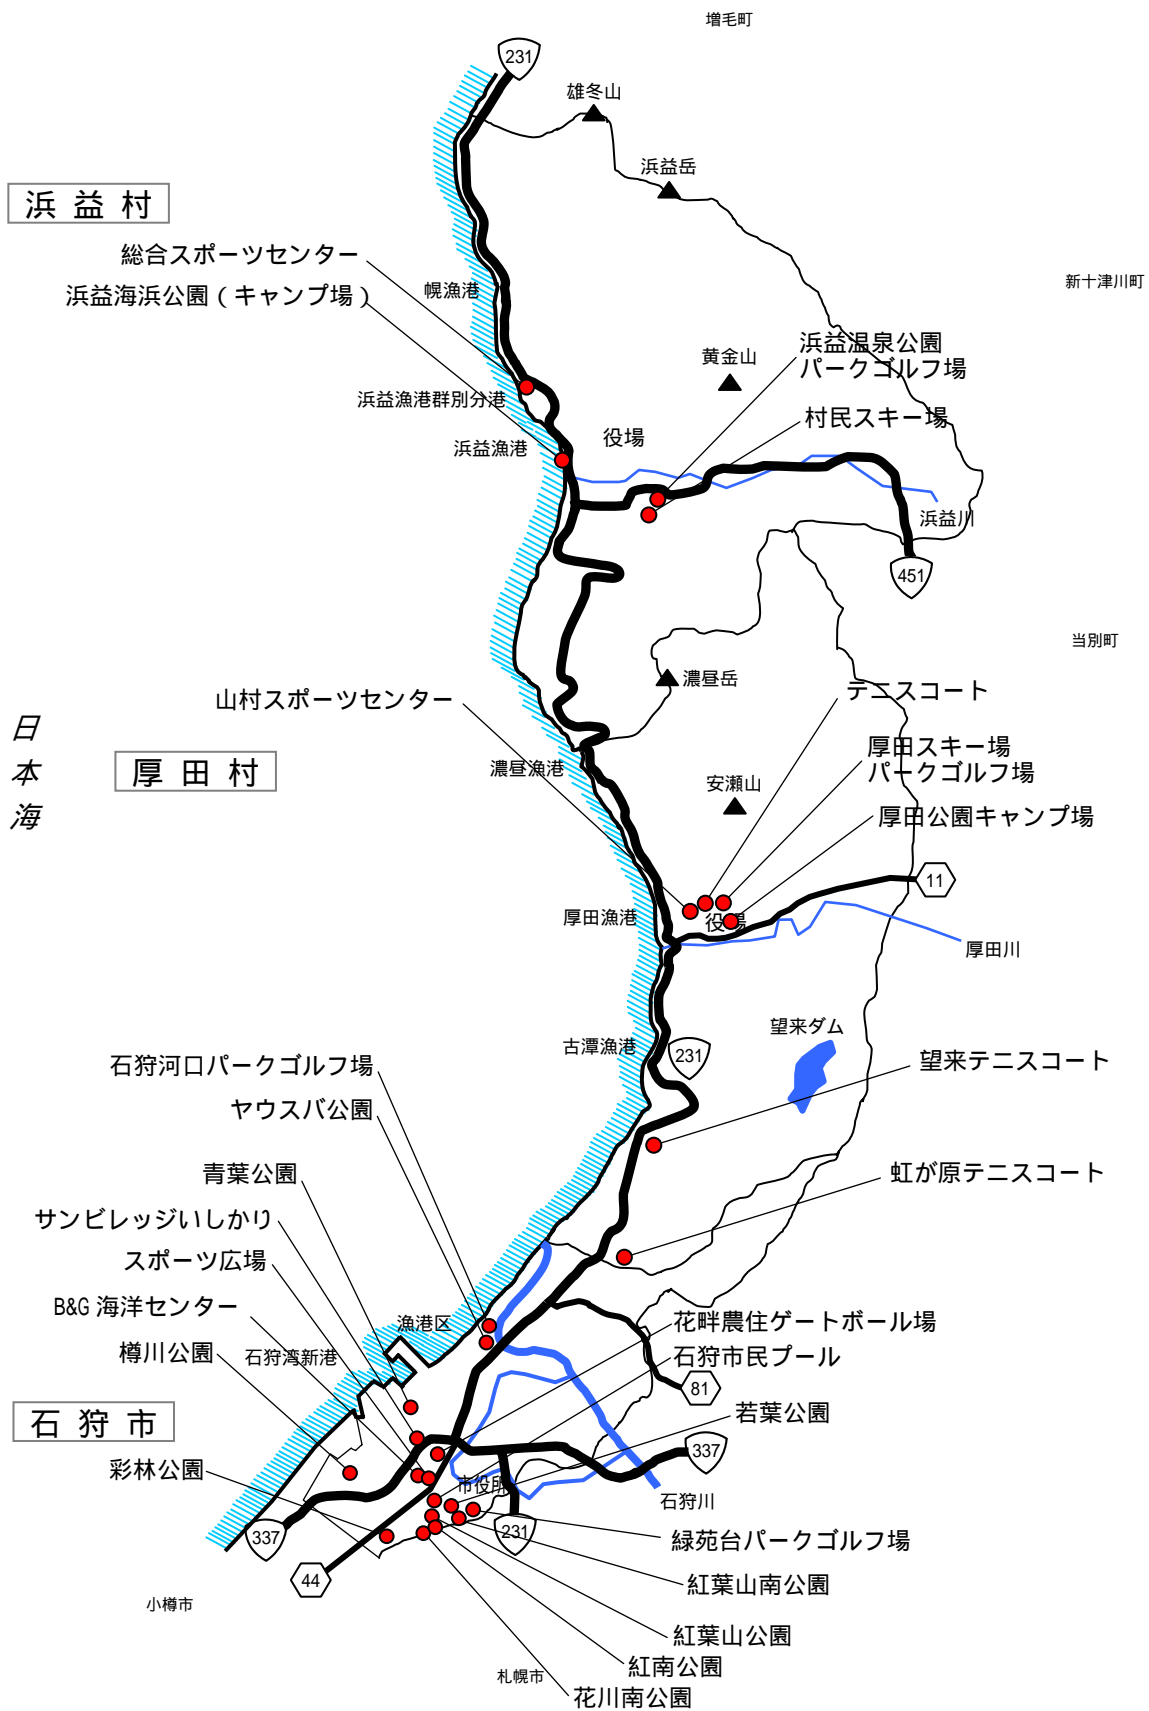 増毛町
231
雄冬山
浜益岳
浜益村
総合スポーツセンター
新十津川町
浜益海浜公園（キャンプ場）
幌漁港
浜益温泉公園
パークゴルフ場
黄金山
浜益漁港群別分港
村民スキー場
役場
浜益漁港
浜益川
451
当別町
濃昼岳
テニスコート
山村スポーツセンター
日本海
厚田スキー場
パークゴルフ場
厚田村
濃昼漁港
安瀬山
厚田公園キャンプ場
11
厚田漁港
役場
厚田川
望来ダム
古潭漁港
231
望来テニスコート
石狩河口パークゴルフ場
ヤウスバ公園
青葉公園
虹が原テニスコート
サンビレッジいしかり
スポーツ広場
B&G 海洋センター
漁港区
花畔農住ゲートボール場
樽川公園
石狩湾新港
石狩市民プール
81
石狩市
若葉公園
337
彩林公園
市役所
石狩川
337
231
緑苑台パークゴルフ場
44
紅葉山南公園
小樽市
紅葉山公園
札幌市
紅南公園
花川南公園